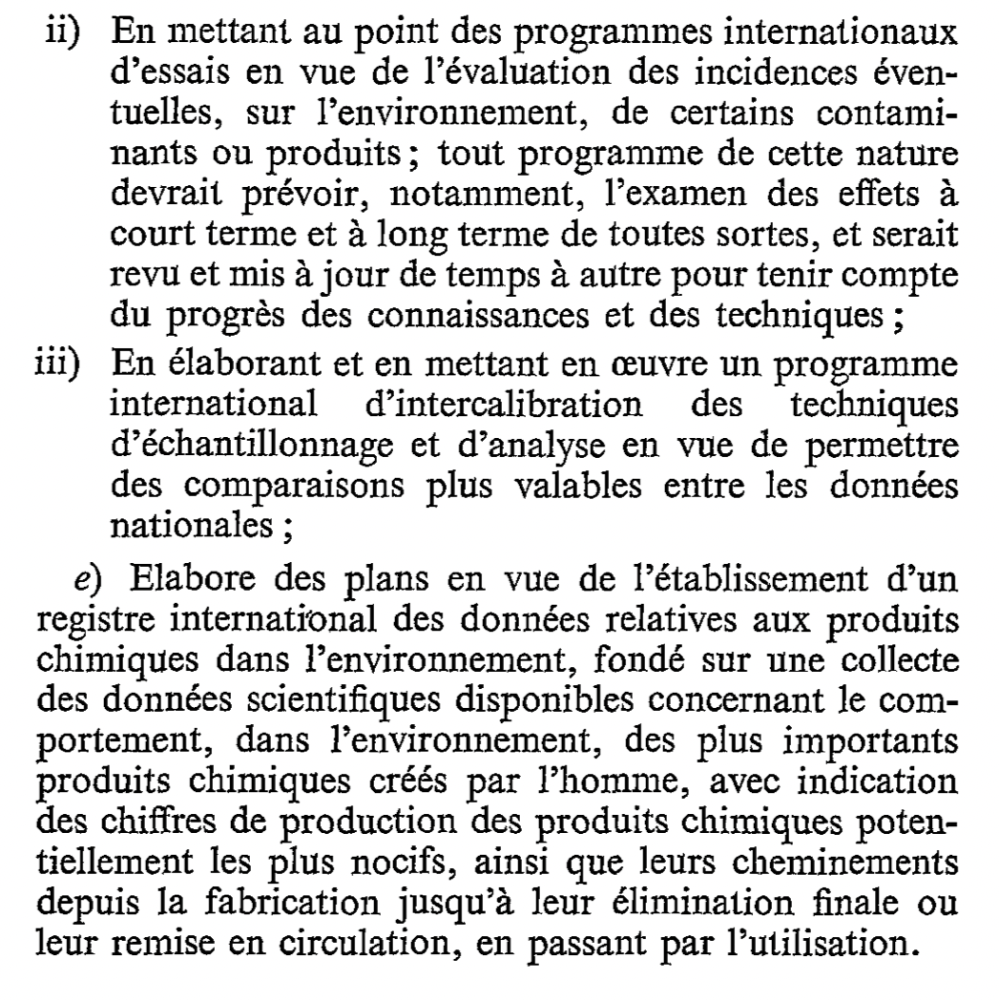 ii) En mettant au point des programmes internationaux
d'essais en vue de l'évaluation des incidences éven-
tuelles, sur l'environnement, de certains contami-
nants ou produits ; tout programme de cette nature
devrait prévoir, notamment, l'examen des effets à
court terme et à long terme de toutes sortes, et serait
revu et mis à jour de temps à autre pour tenir compte
du progrès des connaissances et des techniques ;
iii) En élaborant et en mettant en œuvre un programme
international d'intercalibration des techniques
d'échantillonnage et d'analyse en vue de permettre
des comparaisons plus valables entre les données
nationales ;
e) Elabore des plans en vue de l'établissement d'un
registre international des données relatives aux produits
chimiques dans l'environnement, fondé sur une collecte
des données scientifiques disponibles concernant le com-
portement, dans l'environnement, des plus importants
produits chimiques créés par l'homme, avec indication
des chiffres de production des produits chimiques poten-
tiellement les plus nocifs, ainsi que leurs cheminements
depuis la fabrication jusqu'à leur élimination finale ou
leur remise en circulation, en passant par l'utilisation.